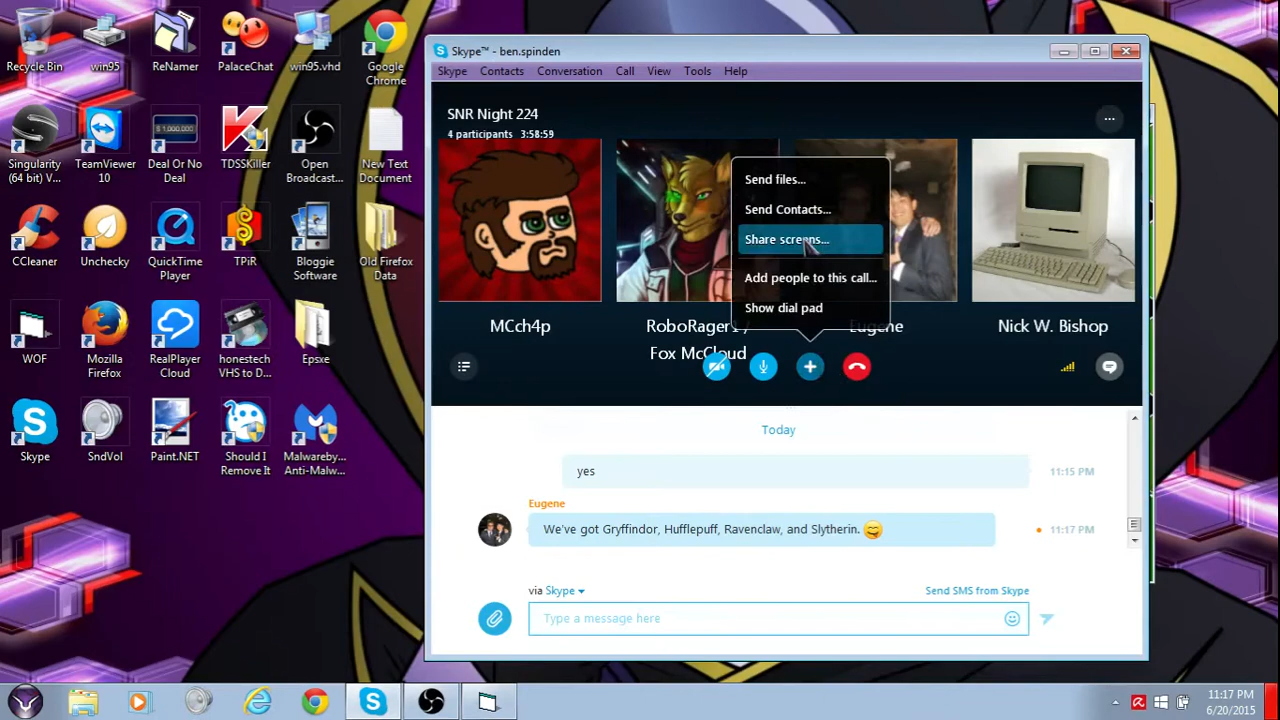 Recycle Bin
win95
ReNamer
PalaceChat
win95.vhd
Google
Chrome
Singularity
(64 bit) V...
TeamViewer
10
$1,000,000
Deal Or No
Deal
TDSSKiller
Open
Broadcast...
New Text
Document
CCleaner
Unchecky
QuickTime
Player
TPiR
Bloggie
Software
Old Firefox
Data
WOF
Mozilla
Firefox
RealPlayer
Cloud
honestech
VHS to D...
Epsxe
Skype
SndVol
Paint.NET
Should I
Remove It
Malwareby...
Anti-Malw...
Skype™ - ben.spinden
Skype Contacts Conversation Call View Tools Help
SNR Night 224
4 participants 3:58:59
Send files...
Send Contacts...
Share screens...
Add people to this call...
Show dial pad
MCch4p
RoboRager17
Fox McCloud
Eugene
Nick W. Bishop
Today
yes
11:15 PM
Eugene
We've got Gryffindor, Hufflepuff, Ravenclaw, and Slytherin.
11:17 PM
via Skype
Send SMS from Skype
Type a message here
11:17 PM
6/20/2015